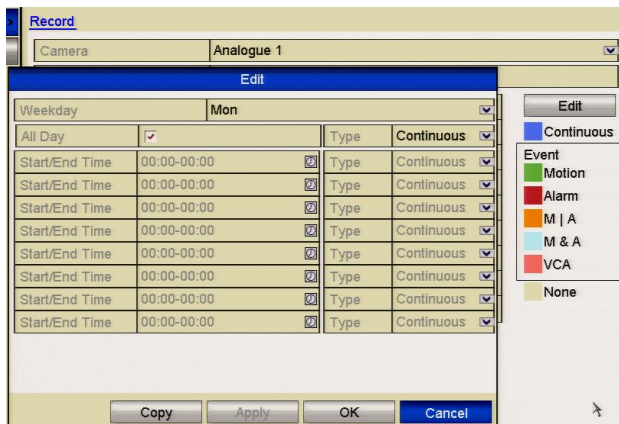 Record
Camera Analogue 1
Edit
Weekday Mon
All Day Type Continuous
Start/End Time 00:00-00:00 Type Continuous
Start/End Time 00:00-00:00 Type Continuous
Start/End Time 00:00-00:00 Type Continuous
Start/End Time 00:00-00:00 Type Continuous
Start/End Time 00:00-00:00 Type Continuous
Start/End Time 00:00-00:00 Type Continuous
Start/End Time 00:00-00:00 Type Continuous
Start/End Time 00:00-00:00 Type Continuous
Copy Apply OK Cancel
Edit
Continuous
Event
Motion
Alarm
M | A
M & A
VCA
None